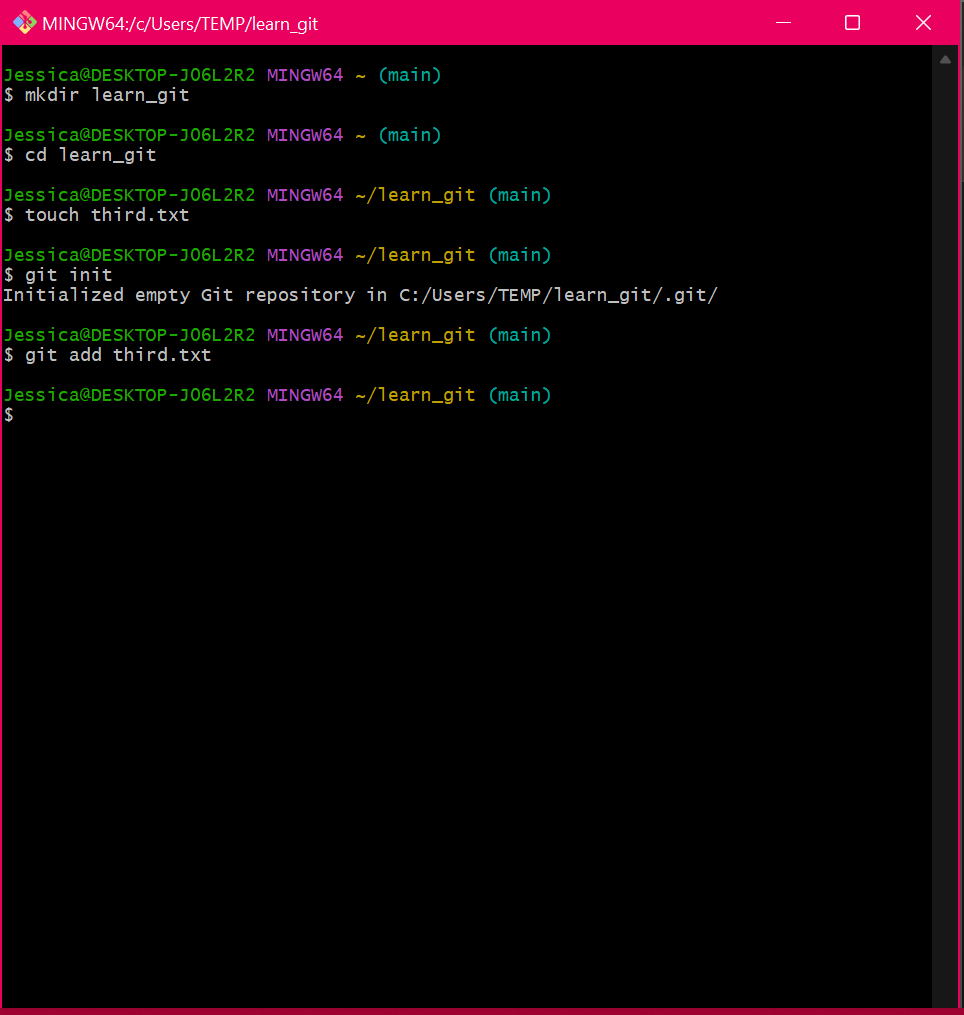 MINGW64:/c/Users/TEMP/learn_git
Jessica@DESKTOP-JO6L2R2 MINGW64 ~ (main)
$ mkdir learn_git
Jessica@DESKTOP-JO6L2R2 MINGW64 ~ (main)
$ cd learn_git
Jessica@DESKTOP-JO6L2R2 MINGW64 ~/learn_git (main)
$ touch third.txt
Jessica@DESKTOP-JO6L2R2 MINGW64 ~/learn_git (main)
$ git init
Initialized empty Git repository in C:/Users/TEMP/learn_git/.git/
Jessica@DESKTOP-JO6L2R2 MINGW64 ~/learn_git (main)
$ git add third.txt
Jessica@DESKTOP-JO6L2R2 MINGW64 ~/learn_git (main)
$